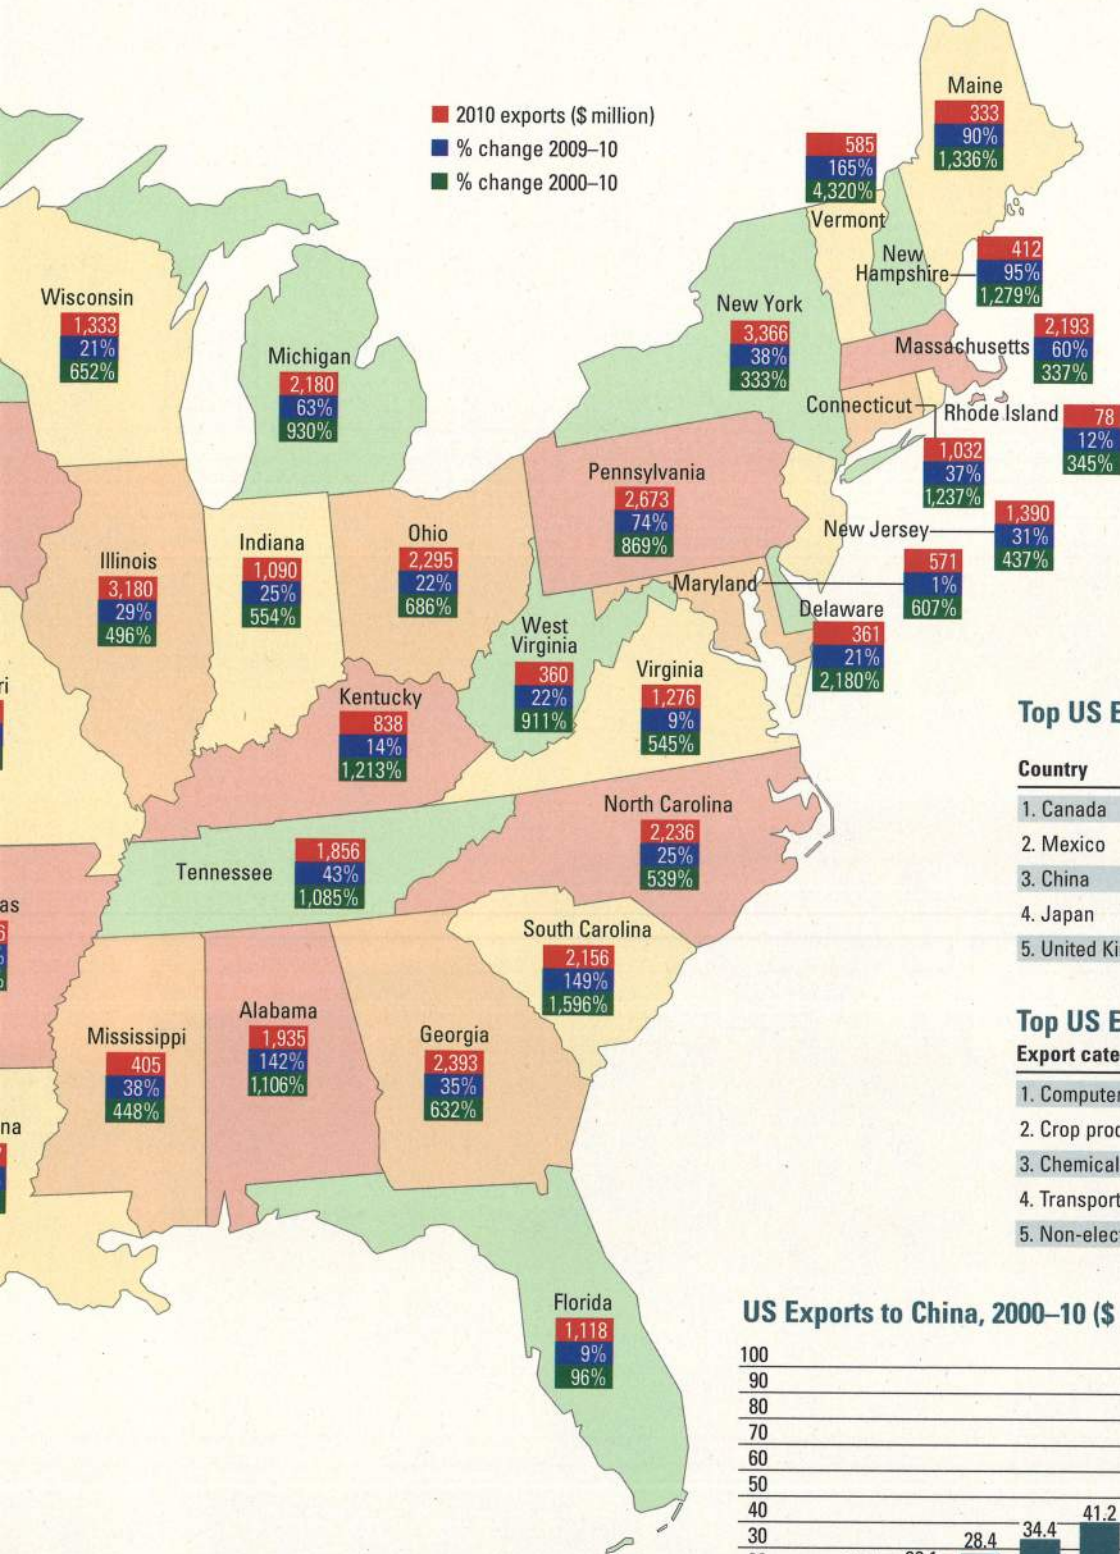 2010 exports ($ million)
% change 2009–10
% change 2000–10
Maine
333
90%
1,336%
585
165%
4,320%
Vermont
New
Hampshire
412
95%
1,279%
Wisconsin
1,333
21%
652%
Michigan
2,180
63%
930%
New York
3,366
38%
333%
Massachusetts
2,193
60%
337%
Connecticut
1,032
37%
1,237%
Rhode Island
78
12%
345%
Pennsylvania
2,673
74%
869%
New Jersey
1,390
31%
437%
Illinois
3,180
29%
496%
Indiana
1,090
25%
554%
Ohio
2,295
22%
686%
Maryland
571
1%
607%
Delaware
361
21%
2,180%
West
Virginia
360
22%
911%
Virginia
1,276
9%
545%
ri
Kentucky
838
14%
1,213%
North Carolina
2,236
25%
539%
Tennessee
1,856
43%
1,085%
as
6
South Carolina
2,156
149%
1,596%
Mississippi
405
38%
448%
Alabama
1,935
142%
1,106%
Georgia
2,393
35%
632%
na
Florida
1,118
9%
96%
Top US E
Country
1. Canada
2. Mexico
3. China
4. Japan
5. United Ki
Top US E
Export cate
1. Computer
2. Crop prod
3. Chemical
4. Transport
5. Non-elec
US Exports to China, 2000–10 ($
100
90
80
70
60
50
40
30
28.4
34.4
41.2